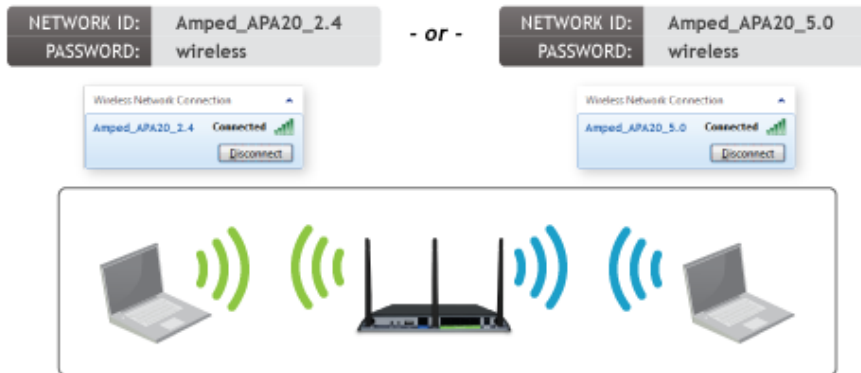 NETWORK ID: Amped_APA20_2.4
PASSWORD: wireless
- or -
NETWORK ID: Amped_APA20_5.0
PASSWORD: wireless
Wireless Network Connection
Amped_APA20_2.4 Connected
Disconnect
Wireless Network Connection
Amped_APA20_5.0 Connected
Disconnect